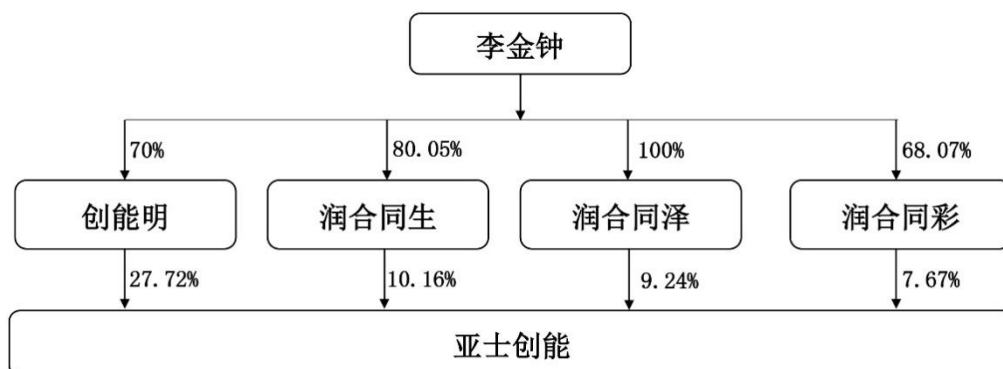 李金钟
70%
80.05%
100%
68.07%
创能明
润合同生
润合同泽
润合同彩
27.72%
10.16%
9.24%
7.67%
亚士创能